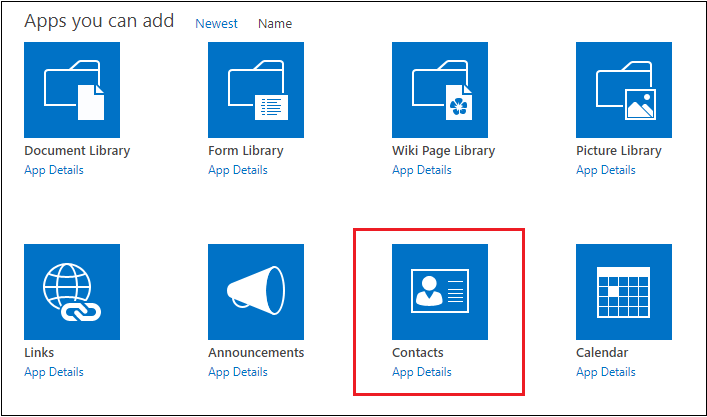 Apps you can add Newest Name
Document Library Form Library Wiki Page Library Picture Library
App Details App Details App Details App Details
Links Announcements Contacts Calendar
App Details App Details App Details App Details